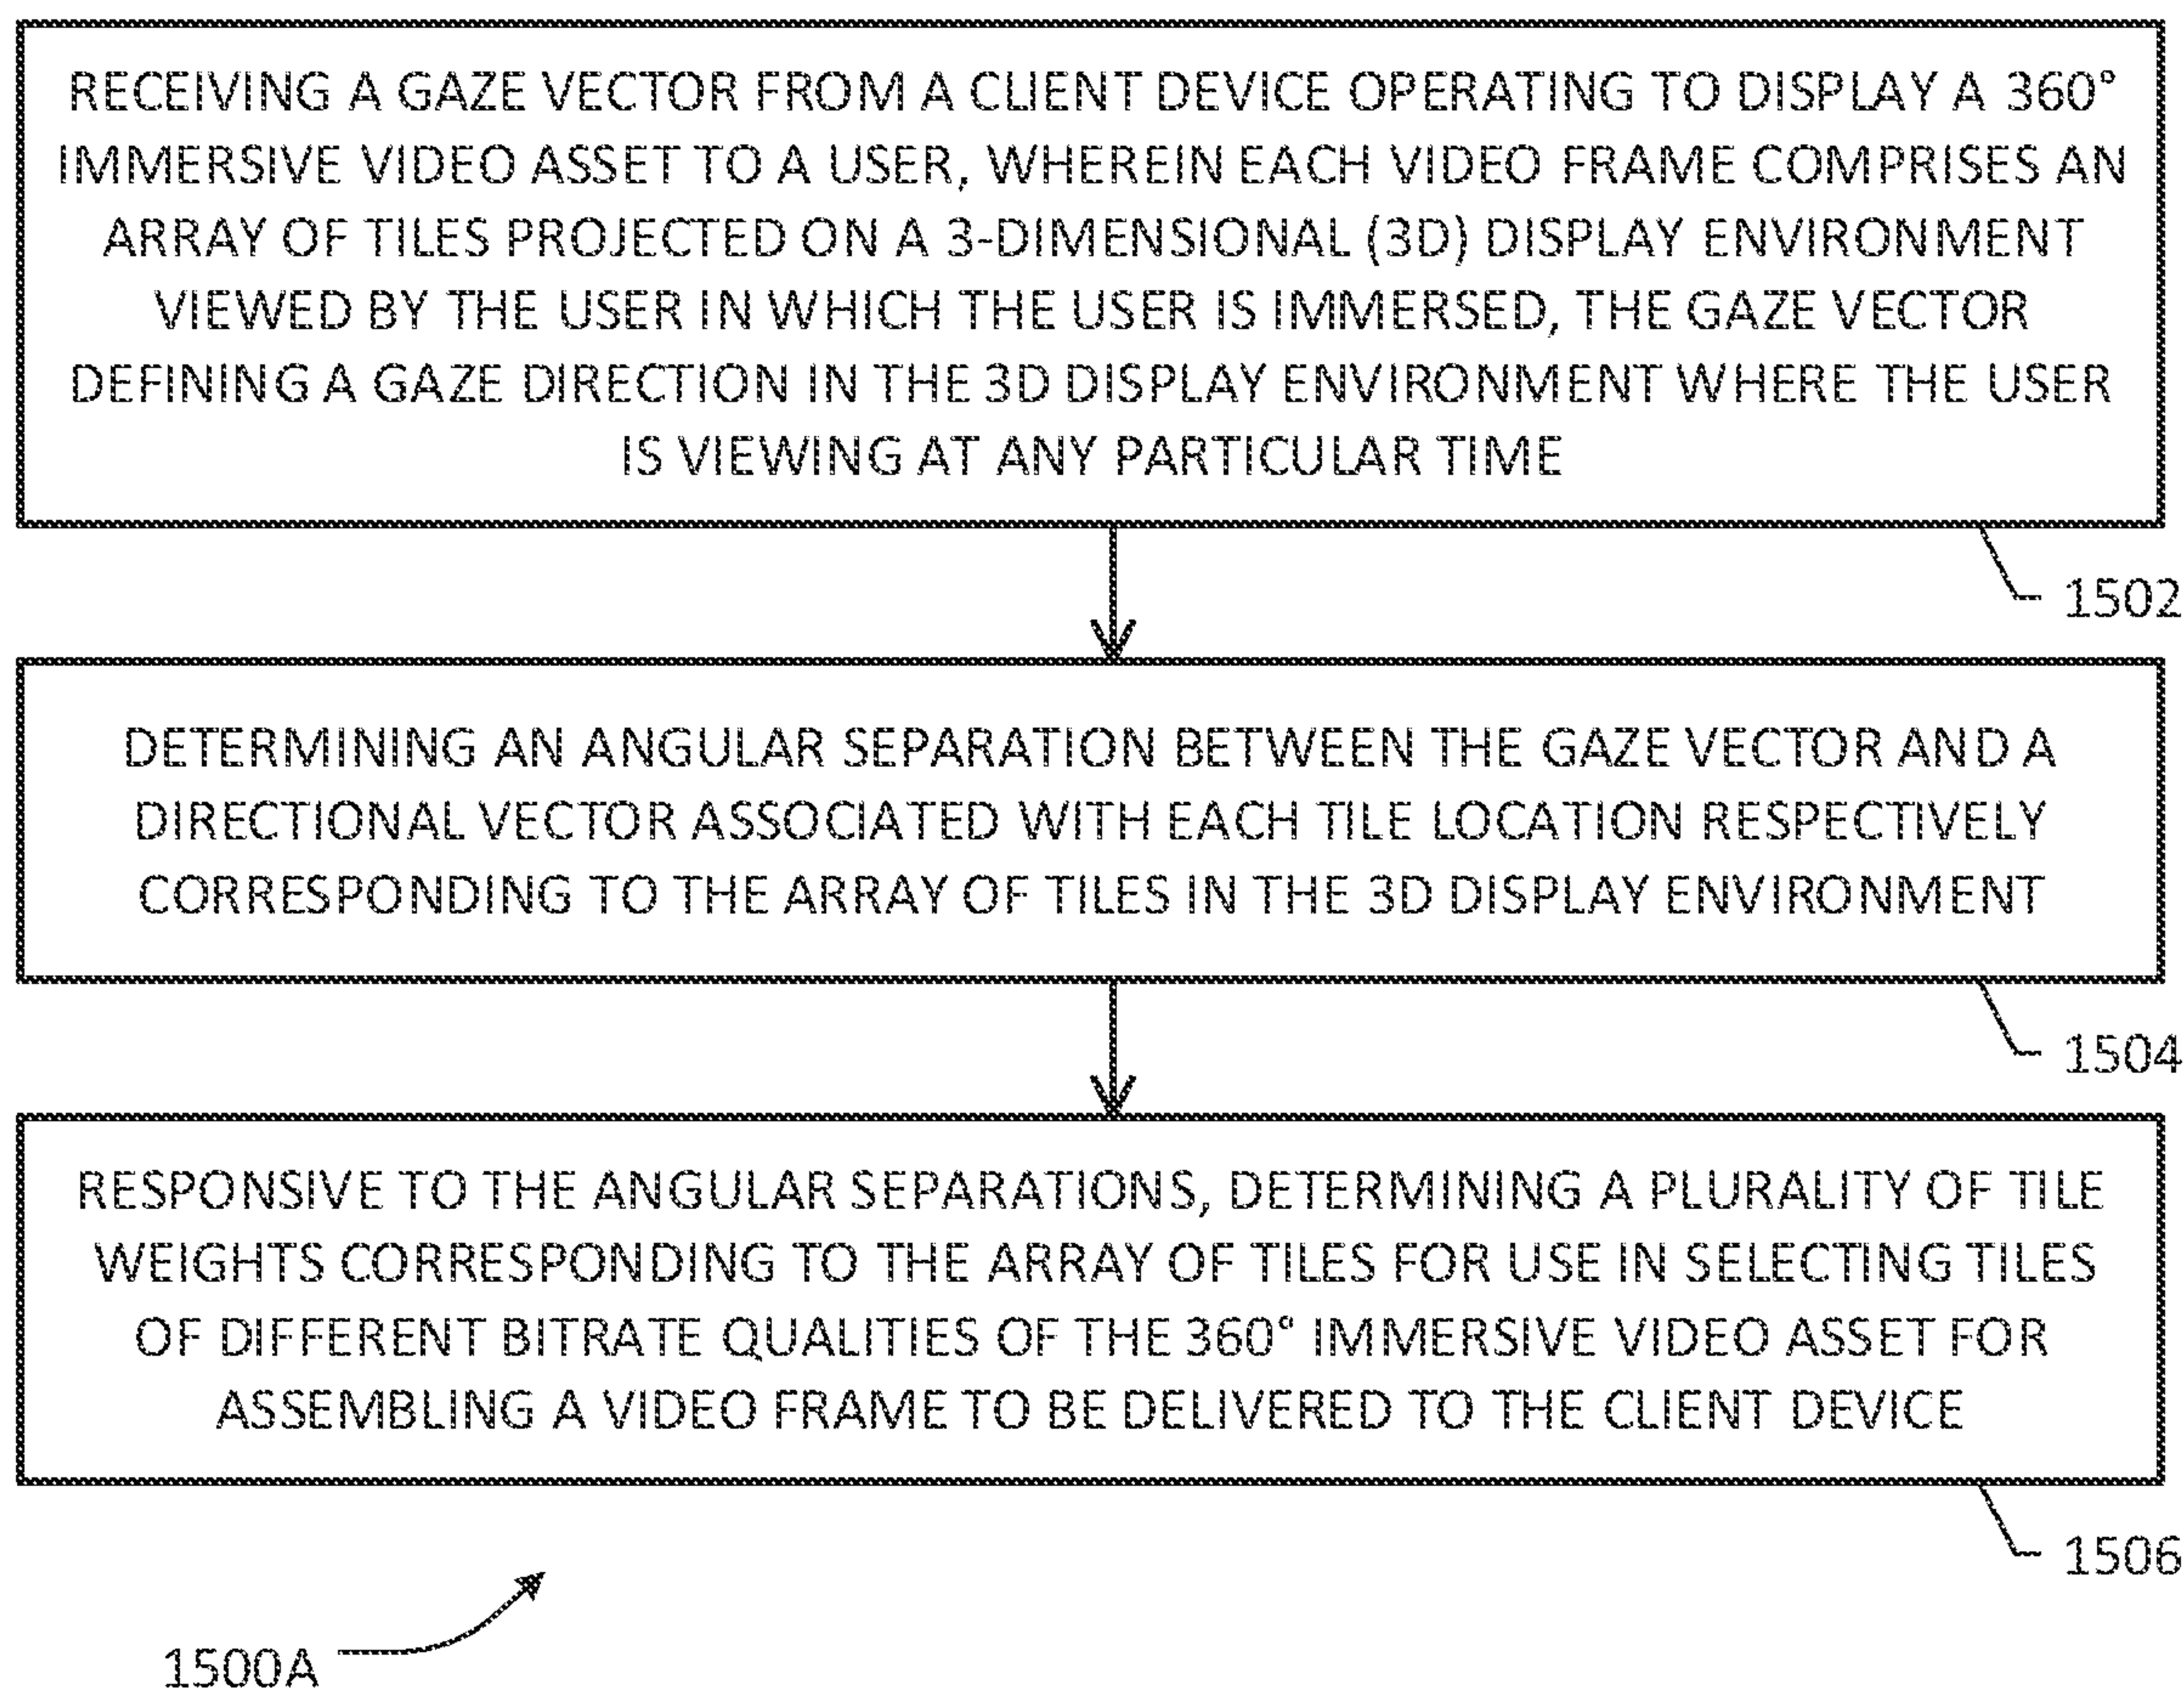 RECEIVING A GAZE VECTOR FROM A CLIENT DEVICE OPERATING TO DISPLAY A 360°
IMMERSIVE VIDEO ASSET TO A USER, WHEREIN EACH VIDEO FRAME COMPRISES AN
ARRAY OF TILES PROJECTED ON A 3-DIMENSIONAL (3D) DISPLAY ENVIRONMENT
VIEWED BY THE USER IN WHICH THE USER IS IMMERSED, THE GAZE VECTOR
DEFINING A GAZE DIRECTION IN THE 3D DISPLAY ENVIRONMENT WHERE THE USER
IS VIEWING AT ANY PARTICULAR TIME
1502
DETERMINING AN ANGULAR SEPARATION BETWEEN THE GAZE VECTOR AND A
DIRECTIONAL VECTOR ASSOCIATED WITH EACH TILE LOCATION RESPECTIVELY
CORRESPONDING TO THE ARRAY OF TILES IN THE 3D DISPLAY ENVIRONMENT
1504
RESPONSIVE TO THE ANGULAR SEPARATIONS, DETERMINING A PLURALITY OF TILE
WEIGHTS CORRESPONDING TO THE ARRAY OF TILES FOR USE IN SELECTING TILES
OF DIFFERENT BITRATE QUALITIES OF THE 360° IMMERSIVE VIDEO ASSET FOR
ASSEMBLING A VIDEO FRAME TO BE DELIVERED TO THE CLIENT DEVICE
1506
1500A